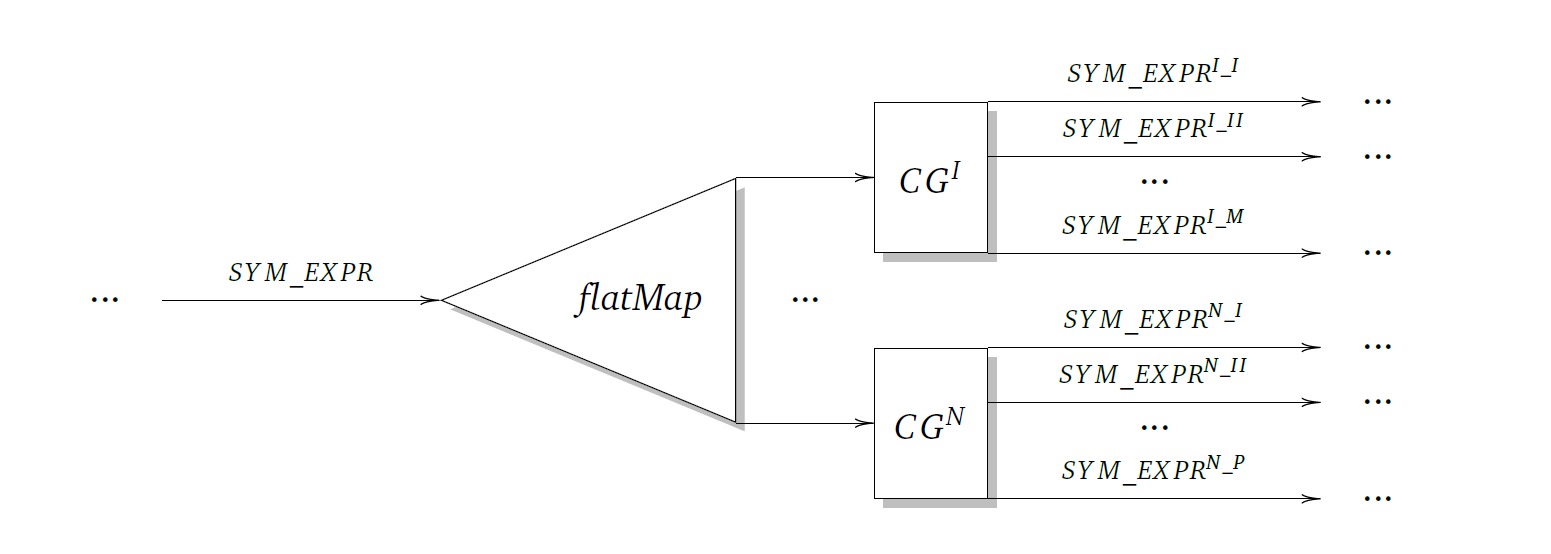 SYM_EXPR^I_I
...
SYM_EXPR^I_II
...
CG^I
...
SYM_EXPR^I_M
...
...
SYM_EXPR
flatMap
...
SYM_EXPR^N_I
...
SYM_EXPR^N_II
...
CG^N
...
SYM_EXPR^N_P
...